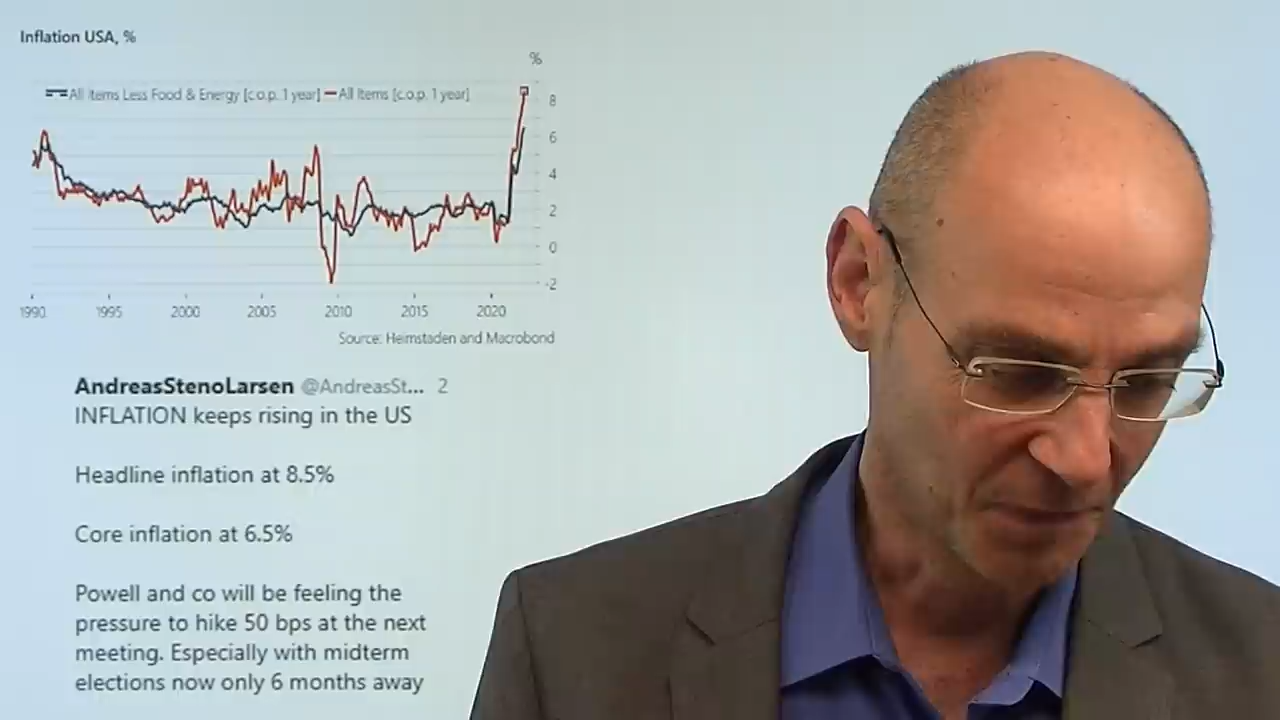 Inflation USA, %
%
All Items Less Food & Energy [c.o.p. 1 year] All Items [c.o.p. 1 year]
8
6
4
2
0
-2
1990 1995 2000 2005 2010 2015 2020
Source: Heimstaden and Macrobond
AndreasStenoLarsen @AndreasSt... 2
INFLATION keeps rising in the US
Headline inflation at 8.5%
Core inflation at 6.5%
Powell and co will be feeling the
pressure to hike 50 bps at the next
meeting. Especially with midterm
elections now only 6 months away